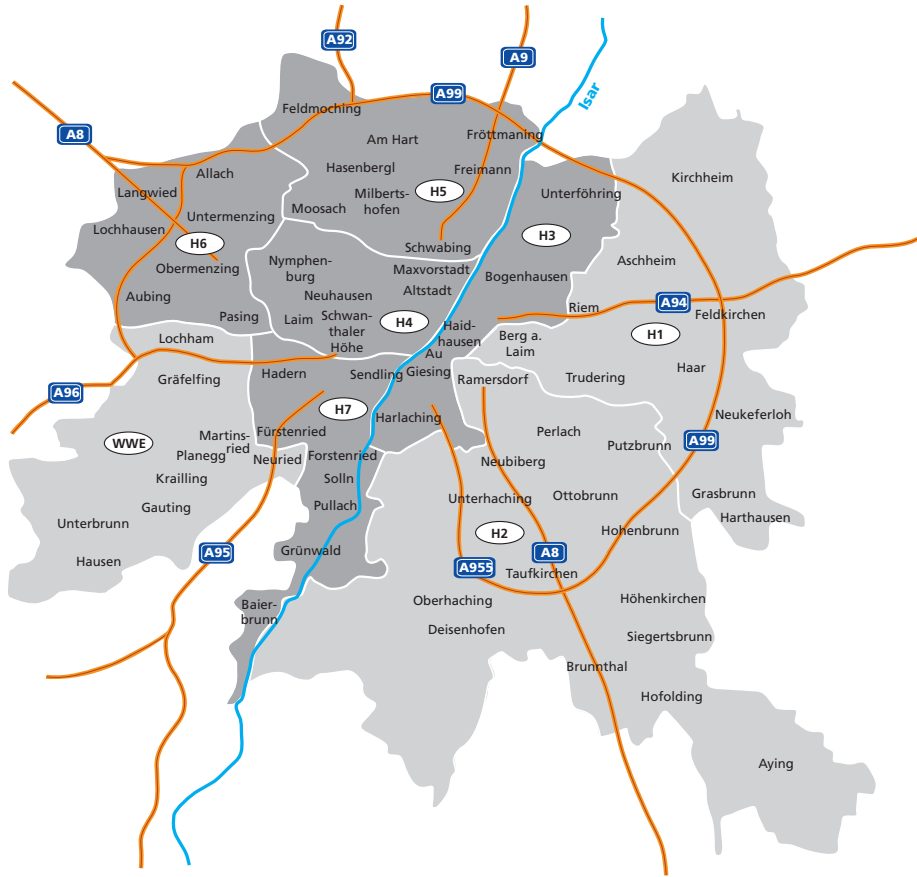 A92
A9
Isar
A99
Feldmoching
A8
Am Hart
Fröttmaning
Hasenbergl
Freimann
Allach
Kirchheim
Langwied
Milberts-
hofen
H5
Unterföhring
Moosach
Untermenzing
Lochhausen
H6
H3
Schwabing
Nymphen-
burg
Aschheim
Obermenzing
Maxvorstadt
Bogenhausen
Neuhausen
Altstadt
Aubing
A94
Riem
Feldkirchen
Pasing
Laim
Schwan-
thaler
Höhe
H4
Haid-
hausen
H1
Lochham
Berg a.
Laim
Au
Giesing
Haar
Gräfelfing
Hadern
Sendling
Ramersdorf
Trudering
A96
H7
Harlaching
Neukeferloh
Fürstenried
Perlach
WWE
Martins-
ried
Putzbrunn
A99
Planegg
Neuried
Forstenried
Neubiberg
Krailling
Solln
Grasbrunn
Gauting
Pullach
Unterhaching
Ottobrunn
Harthausen
Unterbrunn
H2
Hohenbrunn
Hausen
A95
Grünwald
A8
A955
Taufkirchen
Baier-
brunn
Oberhaching
Höhenkirchen
Deisenhofen
Siegertsbrunn
Brunnthal
Hofolding
Aying